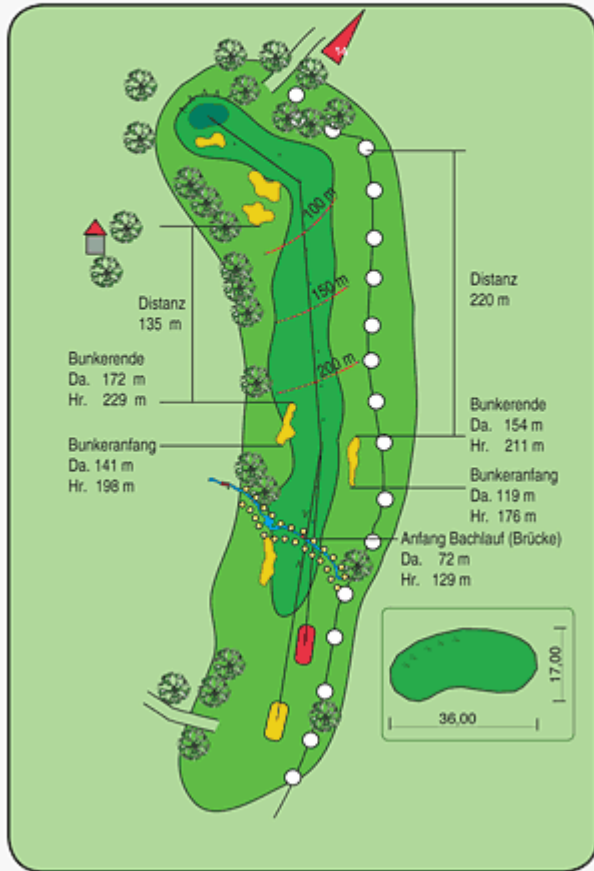 14
100 m
150 m
200 m
Distanz
135 m
Distanz
220 m
Bunkerende
Da. 172 m
Hr. 229 m
Bunkeranfang
Da. 141 m
Hr. 198 m
Bunkerende
Da. 154 m
Hr. 211 m
Bunkeranfang
Da. 119 m
Hr. 176 m
Anfang Bachlauf (Brücke)
Da. 72 m
Hr. 129 m
17,00
36,00